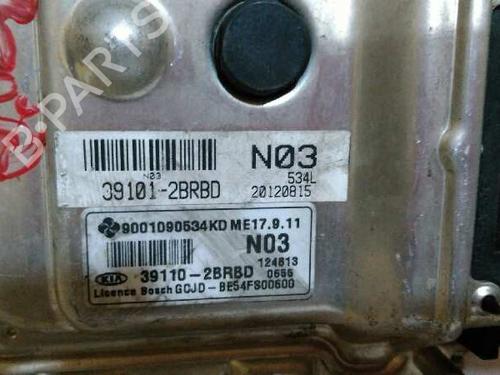 N03
N03
534L
39101-2BRBD
20120815
9001090534KD ME17.9.11
N03
124613
KIA 39110-2BRBD 0656
Licence Bosch GCJD-BE54FS00600
B-PARTS